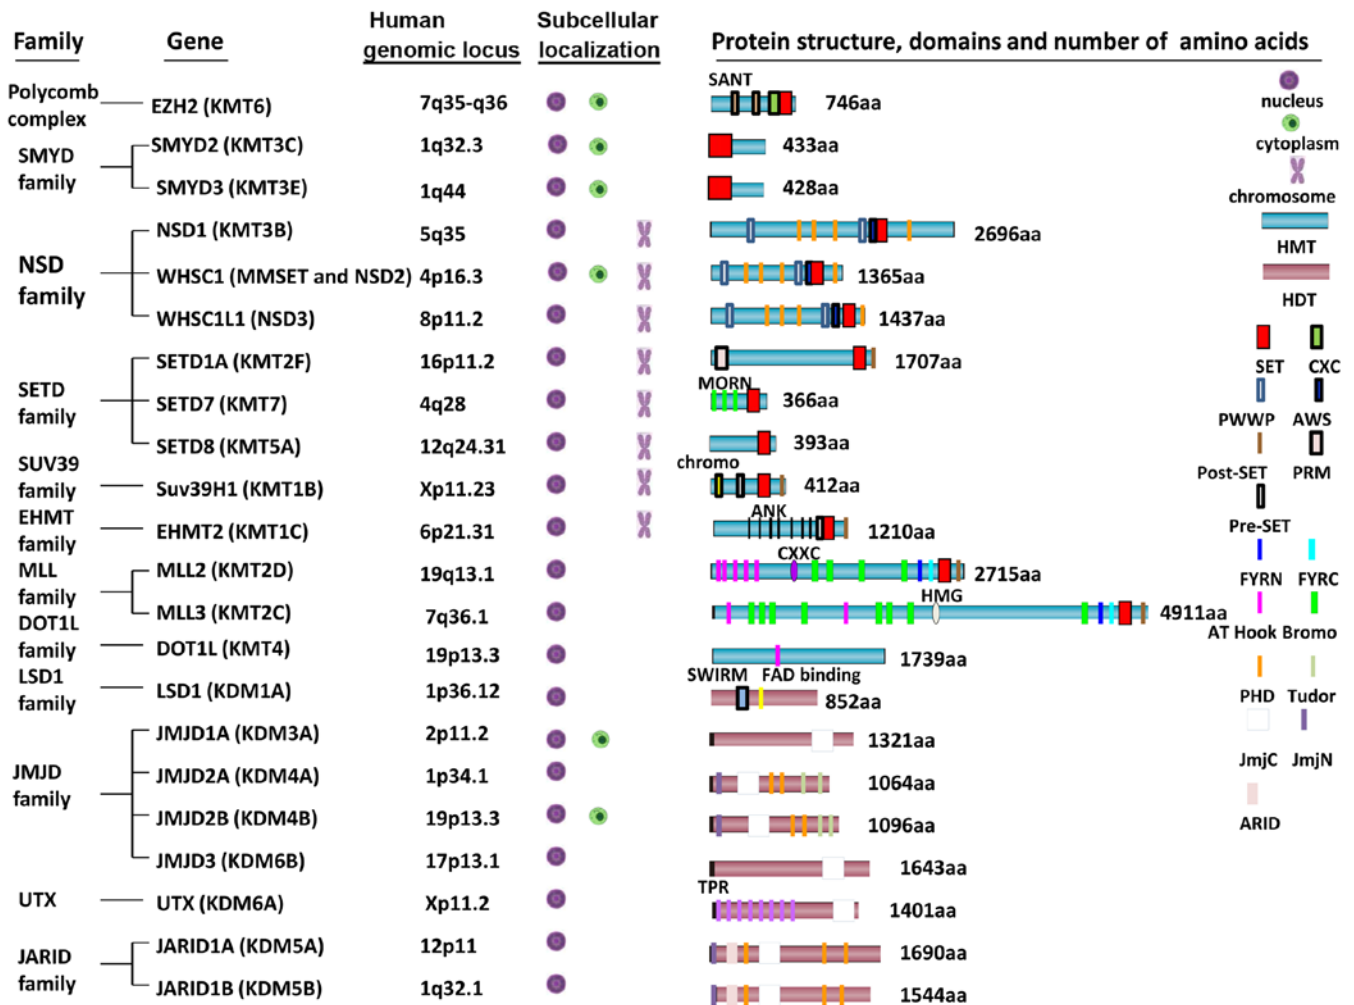 Family
Gene
Human
genomic locus
Subcellular
localization
Protein structure, domains and number of amino acids
Polycomb
complex
EZH2 (KMT6)
7q35-q36
SANT
746aa
SMYD
family
SMYD2 (KMT3C)
1q32.3
433aa
SMYD3 (KMT3E)
1q44
428aa
NSD
family
NSD1 (KMT3B)
5q35
2696aa
WHSC1 (MMSET and NSD2)
4p16.3
1365aa
WHSC1L1 (NSD3)
8p11.2
1437aa
SETD
family
SETD1A (KMT2F)
16p11.2
1707aa
SETD7 (KMT7)
4q28
MORN
366aa
SETD8 (KMT5A)
12q24.31
393aa
SUV39
family
Suv39H1 (KMT1B)
Xp11.23
chromo
412aa
EHMT
family
EHMT2 (KMT1C)
6p21.31
ANK
1210aa
MLL
family
MLL2 (KMT2D)
19q13.1
CXXC
2715aa
MLL3 (KMT2C)
7q36.1
HMG
4911aa
DOT1L
family
DOT1L (KMT4)
19p13.3
1739aa
LSD1
family
LSD1 (KDM1A)
1p36.12
SWIRM FAD binding
852aa
JMJD
family
JMJD1A (KDM3A)
2p11.2
1321aa
JMJD2A (KDM4A)
1p34.1
1064aa
JMJD2B (KDM4B)
19p13.3
1096aa
JMJD3 (KDM6B)
17p13.1
1643aa
UTX
UTX (KDM6A)
Xp11.2
TPR
1401aa
JARID
family
JARID1A (KDM5A)
12p11
1690aa
JARID1B (KDM5B)
1q32.1
1544aa
nucleus
cytoplasm
chromosome
HMT
HDT
SET CXC
PWWP AWS
Post-SET PRM
Pre-SET
FYRN FYRC
AT Hook Bromo
PHD Tudor
JmjC JmjN
ARID